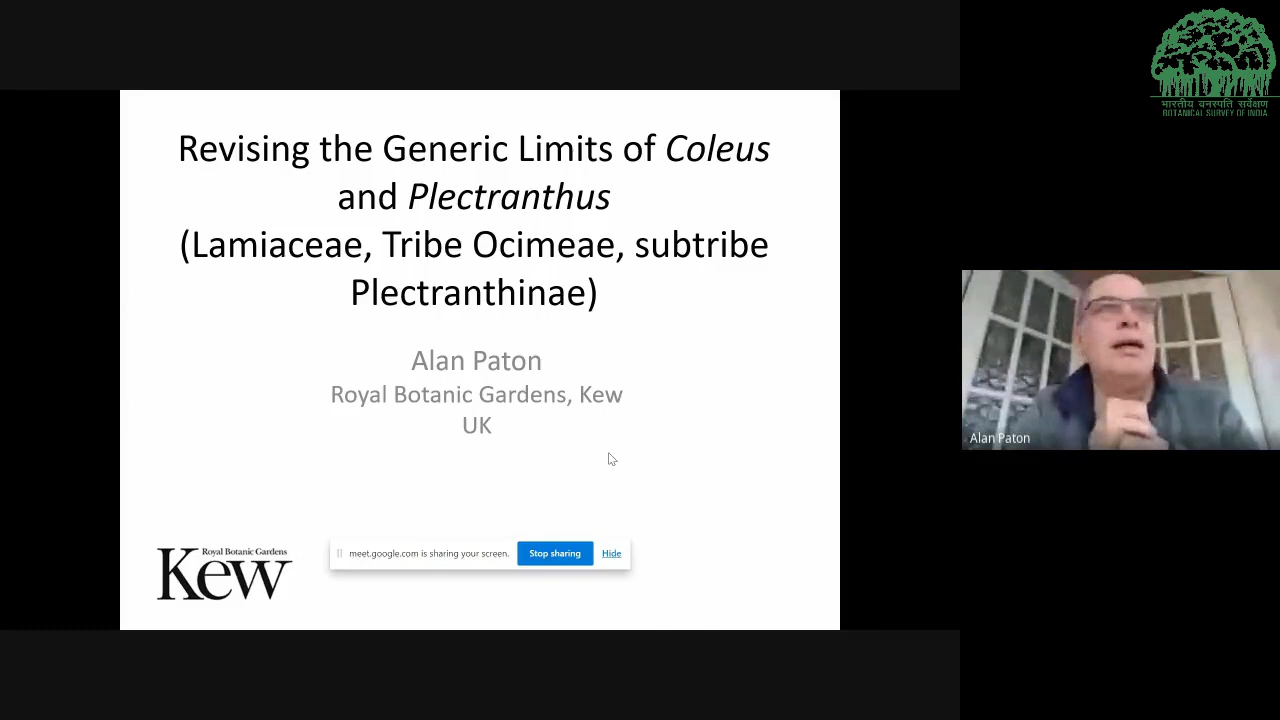 भारतीय वनस्पति सर्वेक्षण
BOTANICAL SURVEY OF INDIA
Revising the Generic Limits of Coleus
and Plectranthus
(Lamiaceae, Tribe Ocimeae, subtribe
Plectranthinae)
Alan Paton
Royal Botanic Gardens, Kew
UK
Alan Paton
Royal Botanic Gardens
Kew
meet.google.com is sharing your screen. Stop sharing Hide